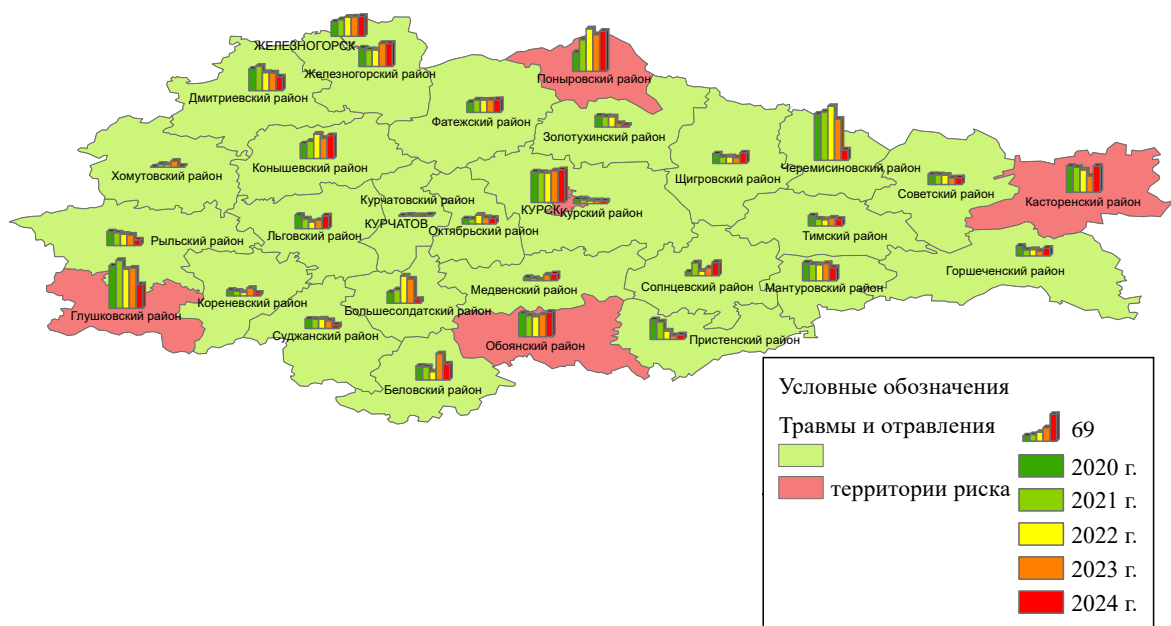 ЖЕЛЕЗНОГОРСК
Железногорский район
Поныровский район
Дмитриевский район
Фатежский район
Золотухинский район
Хомутовский район
Конышевский район
Щигровский район
Черемисиновский район
Советский район
Касторенский район
Курчатовский район
КУРСК
Курский район
Льговский район
КУРЧАТОВ
Октябрьский район
Тимский район
Рыльский район
Горшеченский район
Медвенский район
Солнцевский район
Мантуровский район
Глушковский район
Кореневский район
Большесолдатский район
Суджанский район
Обоянский район
Пристенский район
Беловский район
Условные обозначения
Травмы и отравления
территории риска
69
2020 г.
2021 г.
2022 г.
2023 г.
2024 г.